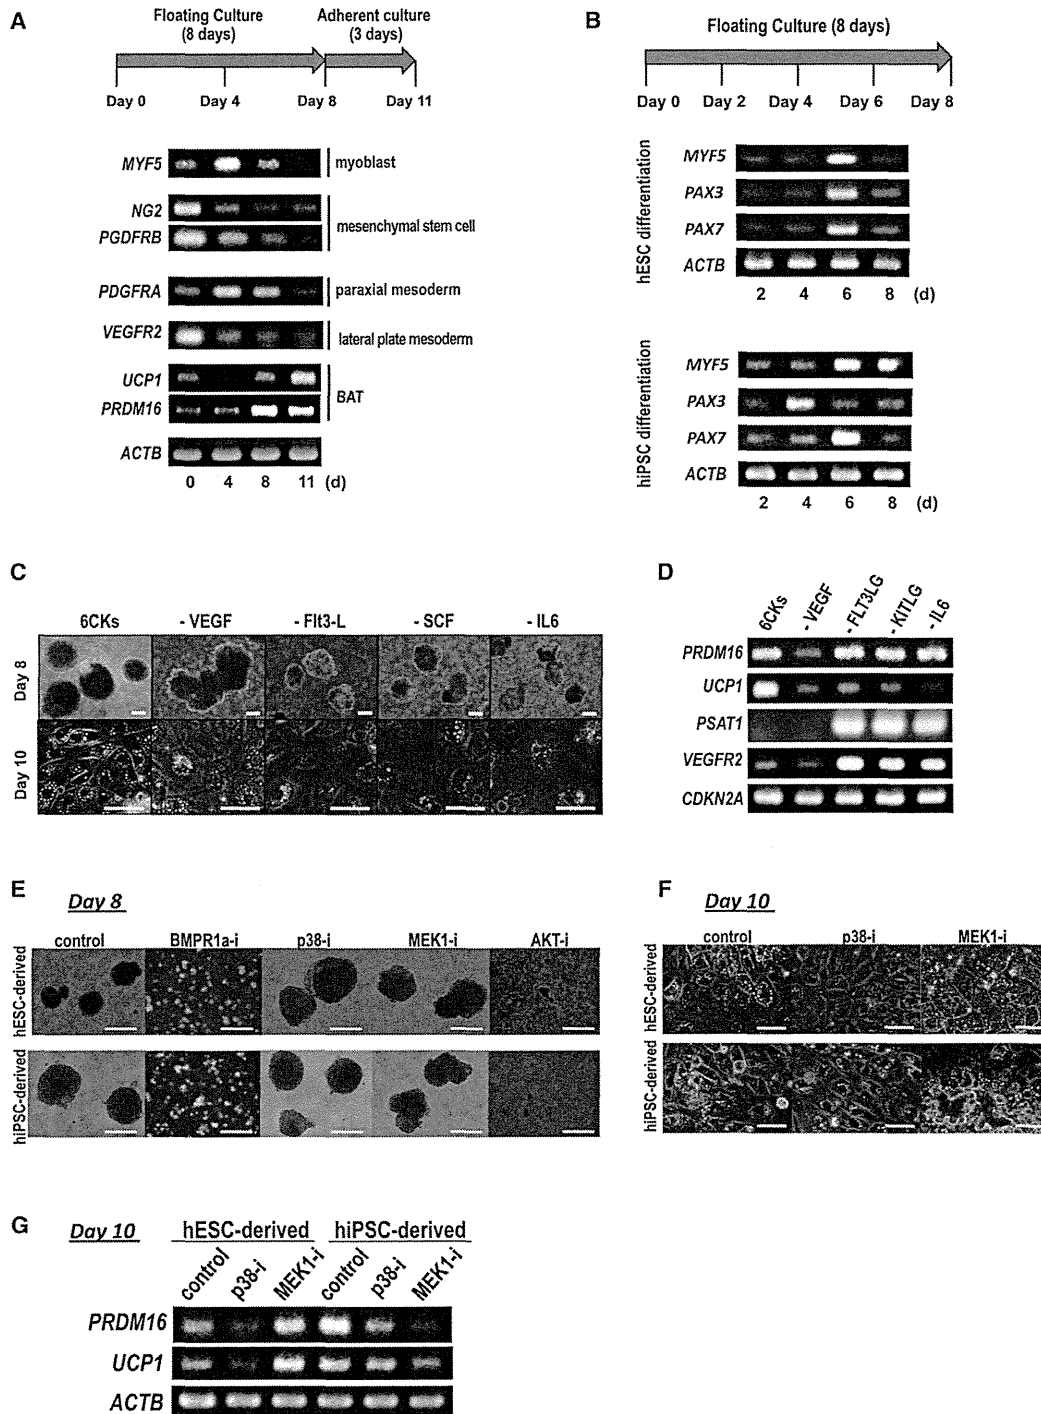 A
Floating Culture
(8 days)
Adherent culture
(3 days)
Day 0
Day 4
Day 8
Day 11
MYF5
myoblast
NG2
PGDFRB
mesenchymal stem cell
PDGFRA
paraxial mesoderm
VEGFR2
lateral plate mesoderm
UCP1
PRDM16
BAT
ACTB
0 4 8 11 (d)
B
Floating Culture (8 days)
Day 0 Day 2 Day 4 Day 6 Day 8
hESC differentiation
MYF5
PAX3
PAX7
ACTB
2 4 6 8 (d)
hiPSC differentiation
MYF5
PAX3
PAX7
ACTB
2 4 6 8 (d)
C
6CKs - VEGF - Flt3-L - SCF - IL6
Day 8
Day 10
D
6CKs - VEGF - FLT3LG - KITLG - IL6
PRDM16
UCP1
PSAT1
VEGFR2
CDKN2A
E
Day 8
control BMPR1a-i p38-i MEK1-i AKT-i
hESC-derived
hiPSC-derived
F
Day 10
control p38-i MEK1-i
hESC-derived
hiPSC-derived
G
Day 10
hESC-derived hiPSC-derived
control p38-i MEK1-i control p38-i MEK1-i
PRDM16
UCP1
ACTB